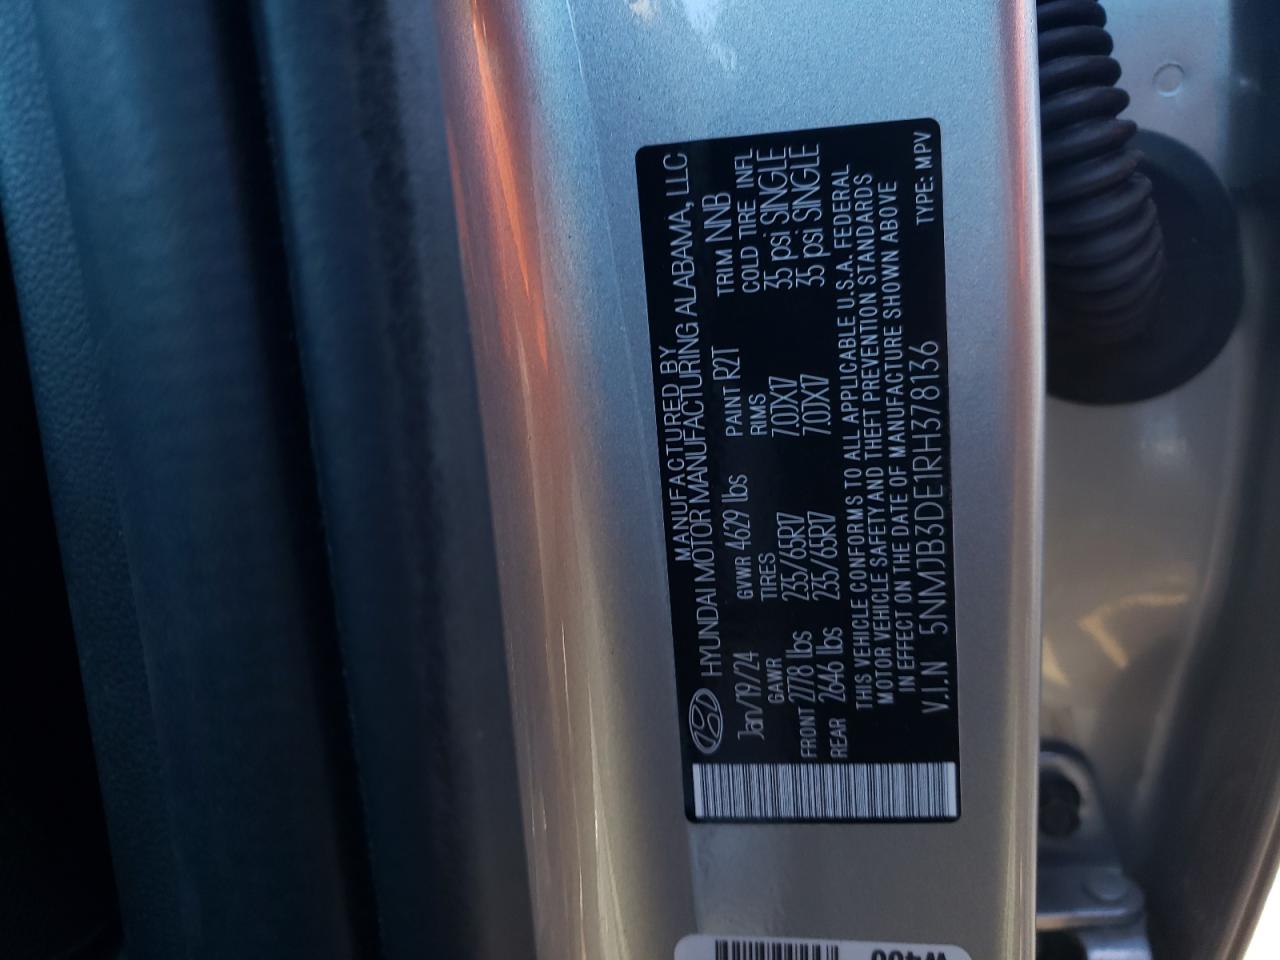 MANUFACTURED BY
HYUNDAI MOTOR MANUFACTURING ALABAMA, LLC
Jan/19/24 GVWR 4629 lbs PAINT R2T TRIM NNB
GAWR TIRES RIMS COLD TIRE INFL
FRONT 2778 lbs 235/65R17 7.0JX17 35 psi SINGLE
REAR 2646 lbs 235/65R17 7.0JX17 35 psi SINGLE
THIS VEHICLE CONFORMS TO ALL APPLICABLE U.S.A. FEDERAL
MOTOR VEHICLE SAFETY AND THEFT PREVENTION STANDARDS
IN EFFECT ON THE DATE OF MANUFACTURE SHOWN ABOVE
V.I.N 5NMJB3DE1RH378136 TYPE: MPV